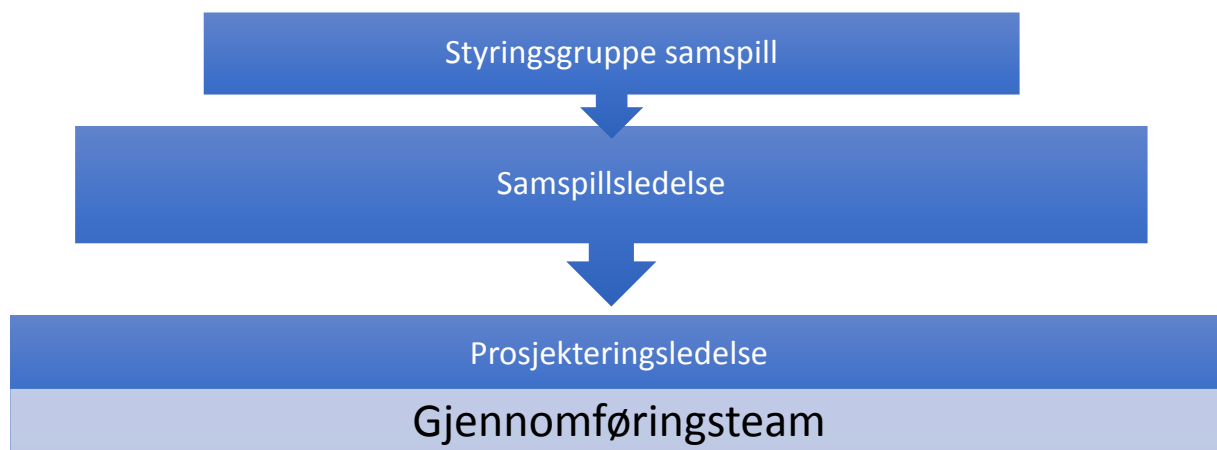 Styringsgruppe samspill
Samspillsledelse
Prosjekteringsledelse
Gjennomføringsteam